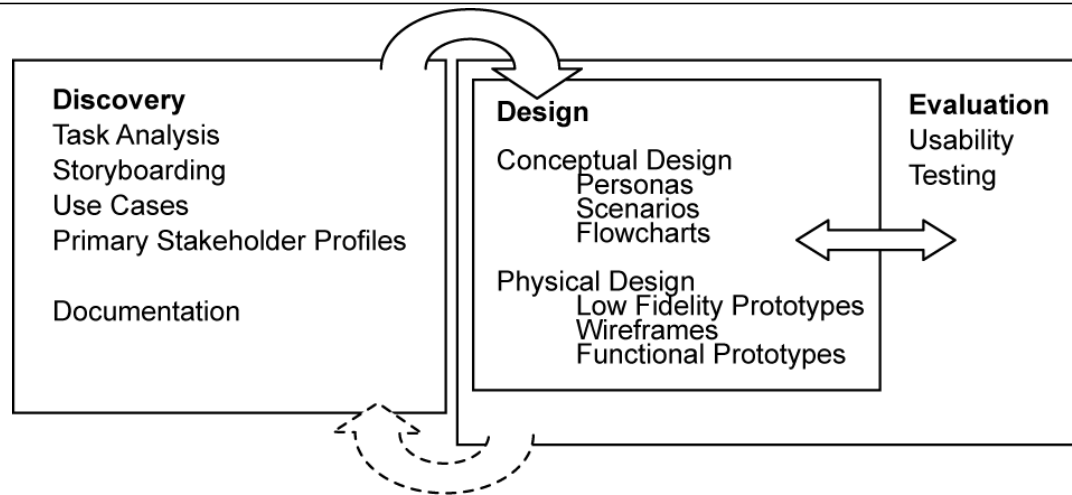 Discovery
Task Analysis
Storyboarding
Use Cases
Primary Stakeholder Profiles
Documentation
Design
Conceptual Design
Personas
Scenarios
Flowcharts
Physical Design
Low Fidelity Prototypes
Wireframes
Functional Prototypes
Evaluation
Usability
Testing